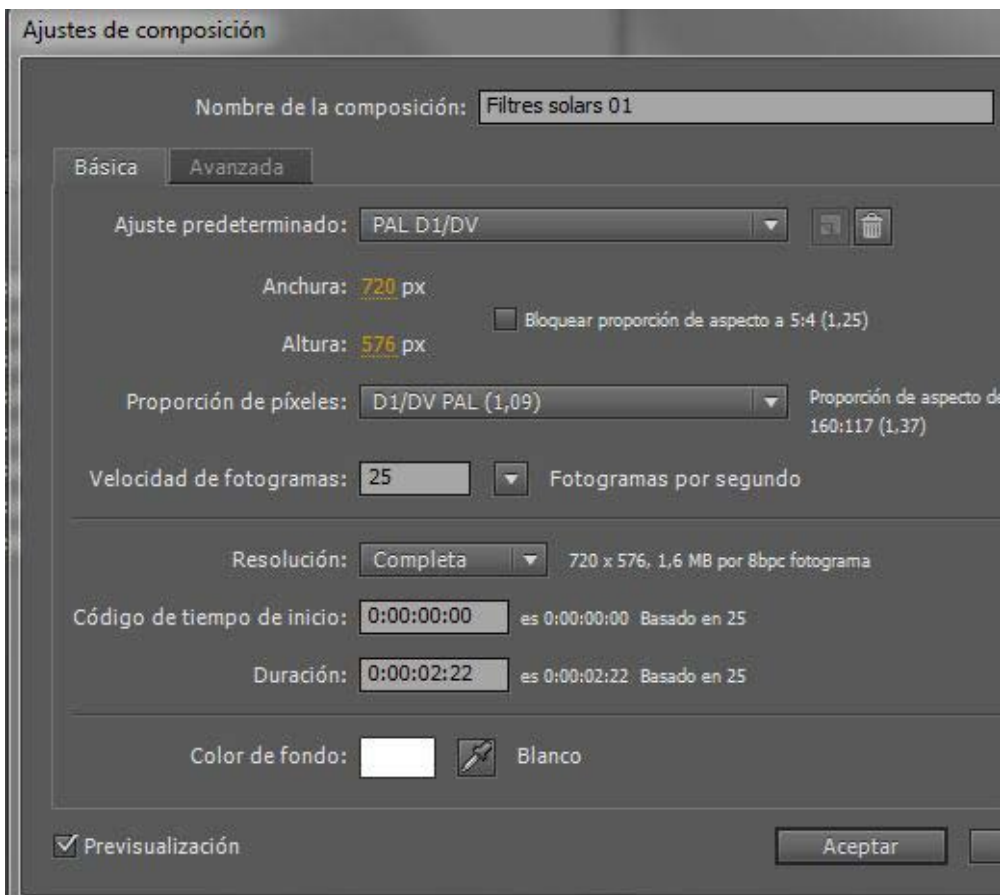 Ajustes de composición
Nombre de la composición: Filtres solars 01
Básica Avanzada
Ajuste predeterminado: PAL D1/DV
Anchura: 720 px
Bloquear proporción de aspecto a 5:4 (1,25)
Altura: 576 px
Proporción de píxeles: D1/DV PAL (1,09)
Proporción de aspecto de
160:117 (1,37)
Velocidad de fotogramas: 25 Fotogramas por segundo
Resolución: Completa 720 x 576, 1,6 MB por 8bpc fotograma
Código de tiempo de inicio: 0:00:00:00 es 0:00:00:00 Basado en 25
Duración: 0:00:02:22 es 0:00:02:22 Basado en 25
Color de fondo: Blanco
Previsualización Aceptar